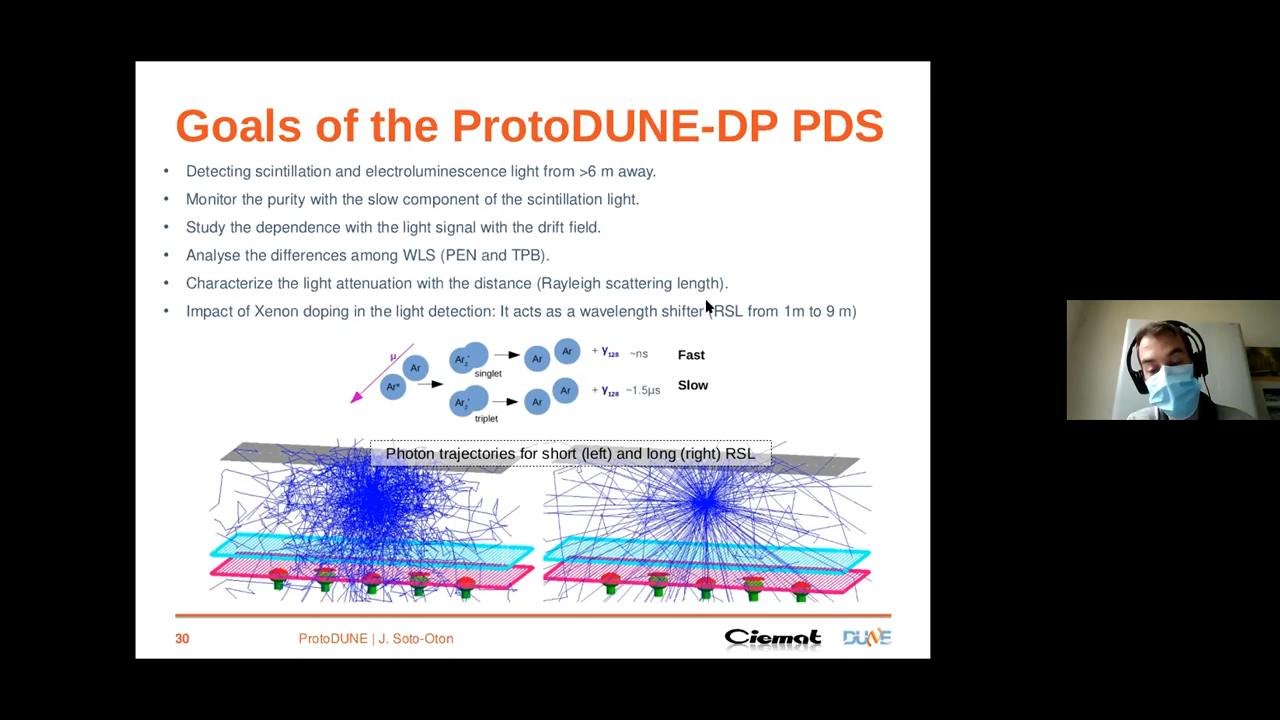 Goals of the ProtoDUNE-DP PDS
• Detecting scintillation and electroluminescence light from >6 m away.
• Monitor the purity with the slow component of the scintillation light.
• Study the dependence with the light signal with the drift field.
• Analyse the differences among WLS (PEN and TPB).
• Characterize the light attenuation with the distance (Rayleigh scattering length).
• Impact of Xenon doping in the light detection: It acts as a wavelength shifter (RSL from 1m to 9 m)
μ
Ar
Ar*
Ar2*
singlet
Ar
Ar
+ γ128 ~ns
Fast
Ar2*
triplet
Ar
Ar
+ γ128 ~1.5μs
Slow
Photon trajectories for short (left) and long (right) RSL
30
ProtoDUNE | J. Soto-Oton
Ciemat
DUNE